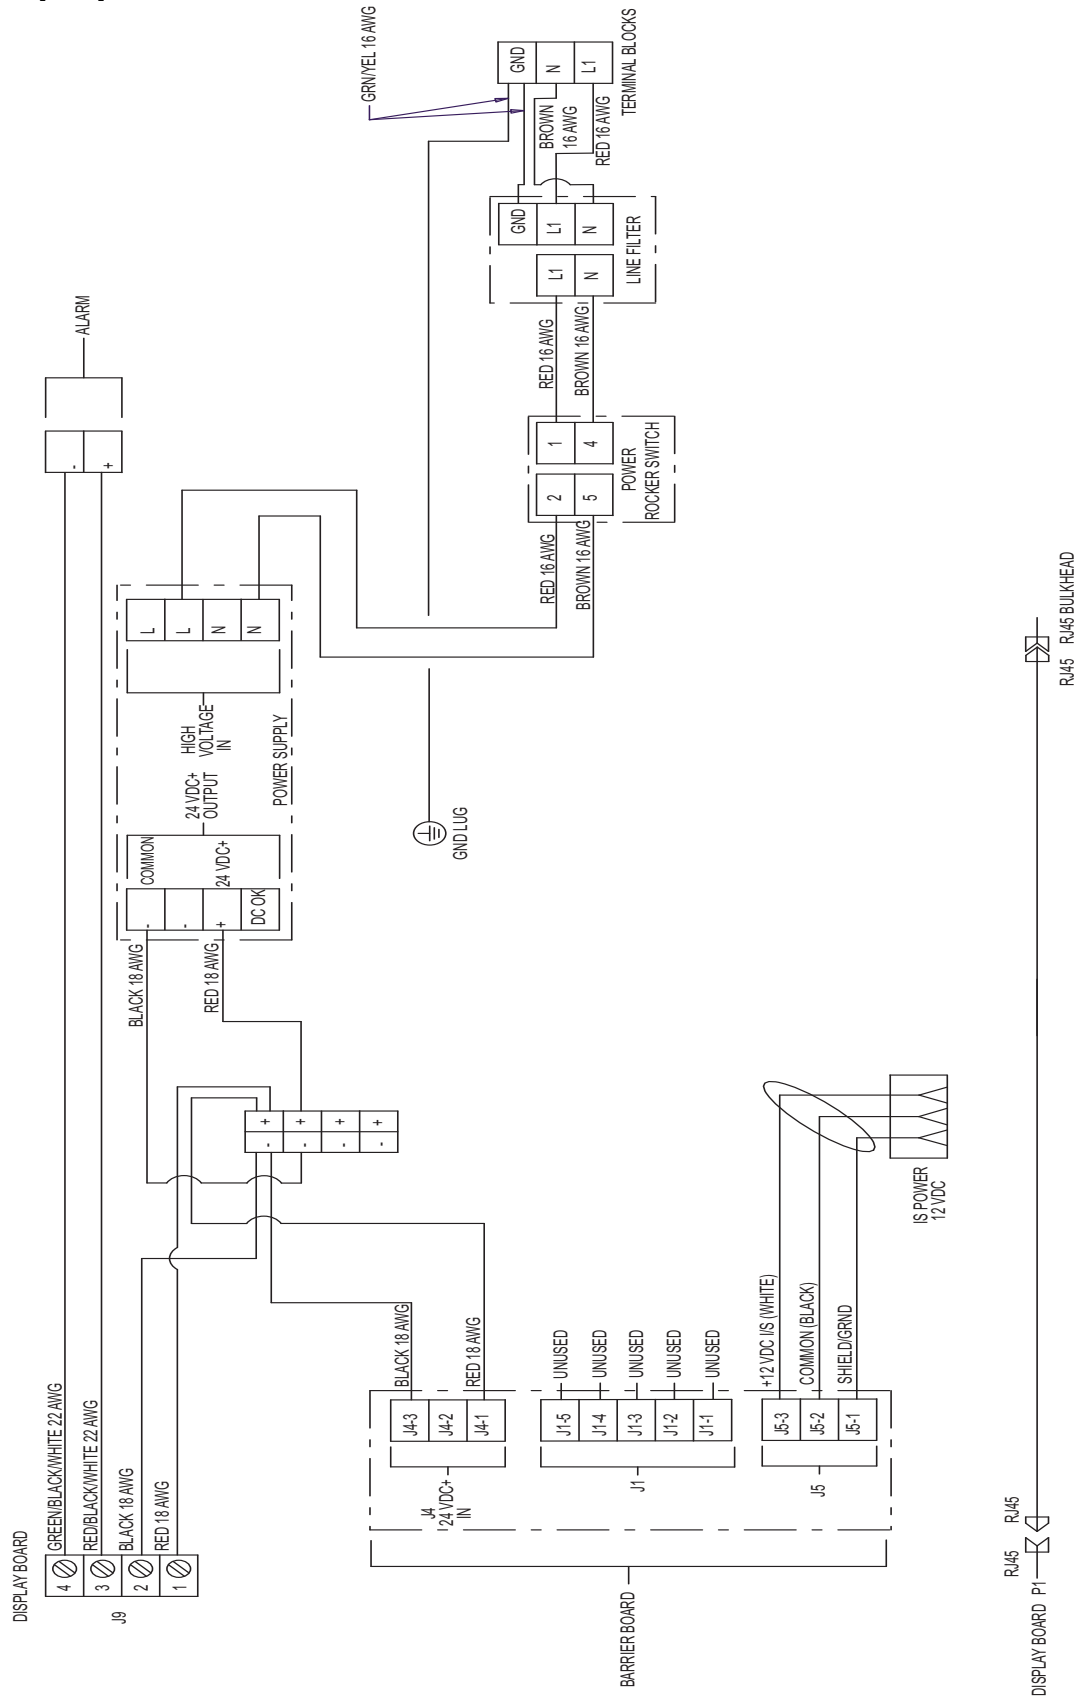 DISPLAY BOARD
J9
4
3
2
1
GREEN/BLACK/WHITE 22 AWG
RED/BLACK/WHITE 22 AWG
BLACK 18 AWG
RED 18 AWG
-
+
ALARM
BLACK 18 AWG
RED 18 AWG
-
-
+
DC OK
COMMON
24 VDC+
24 VDC+
OUTPUT
HIGH
VOLTAGE
IN
POWER SUPPLY
L
L
N
N
- +
- +
- +
- +
GND LUG
RED 16 AWG
BROWN 16 AWG
2
5
1
4
POWER
ROCKER SWITCH
RED 16 AWG
BROWN 16 AWG
L1
N
GND
L1
N
LINE FILTER
GRN/YEL 16 AWG
BROWN
16 AWG
RED 16 AWG
GND
N
L1
TERMINAL BLOCKS
BARRIER BOARD
J4
24 VDC+
IN
J4-3
J4-2
J4-1
BLACK 18 AWG
RED 18 AWG
J1
J1-5
J1-4
J1-3
J1-2
J1-1
UNUSED
UNUSED
UNUSED
UNUSED
UNUSED
J5
J5-3
J5-2
J5-1
+12 VDC I/S (WHITE)
COMMON (BLACK)
SHIELD/GRND
IS POWER
12 VDC
DISPLAY BOARD P1
RJ45
RJ45
RJ45
RJ45 BULKHEAD